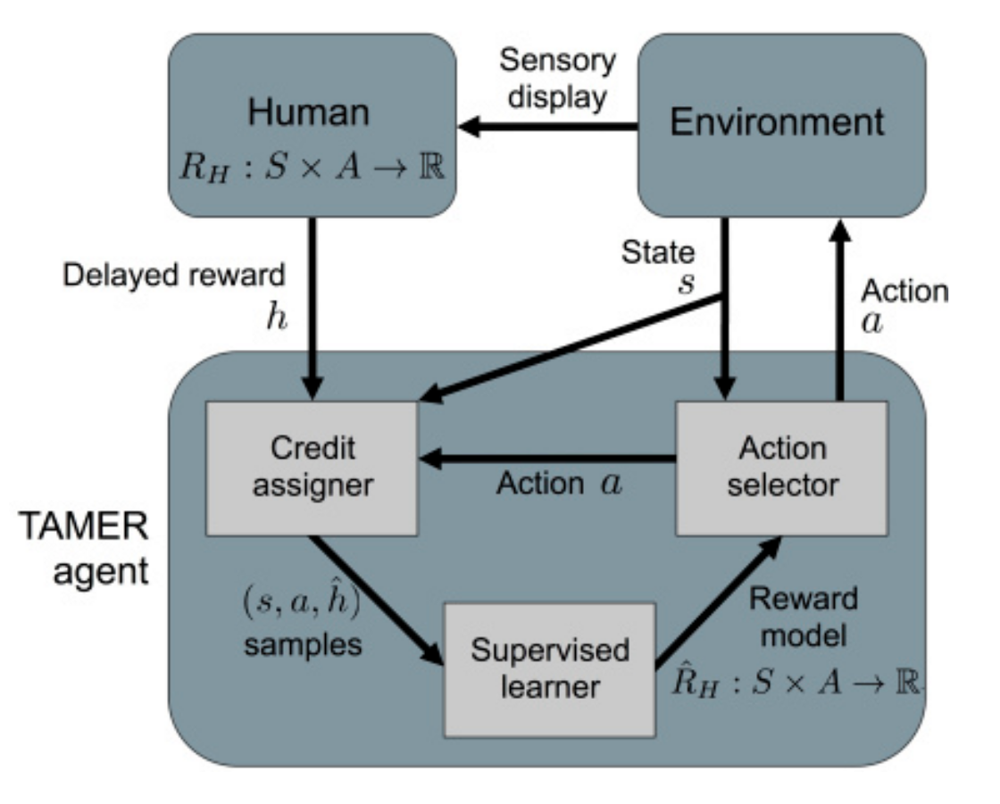 Human
R_H : S × A → ℝ
Sensory
display
Environment
Delayed reward
h
State
s
Action
a
Credit
assigner
Action a
Action
selector
TAMER
agent
(s, a, ĥ)
samples
Supervised
learner
Reward
model
R̂_H : S × A → ℝ